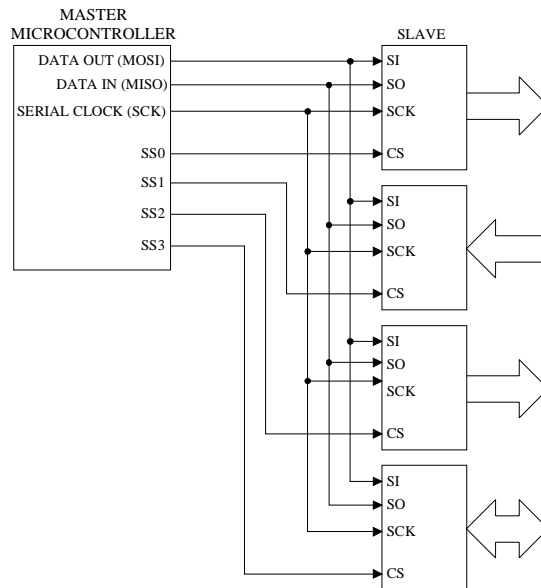 MASTER
MICROCONTROLLER
DATA OUT (MOSI)
DATA IN (MISO)
SERIAL CLOCK (SCK)
SS0
SS1
SS2
SS3
SLAVE
SI
SO
SCK
CS
SI
SO
SCK
CS
SI
SO
SCK
CS
SI
SO
SCK
CS